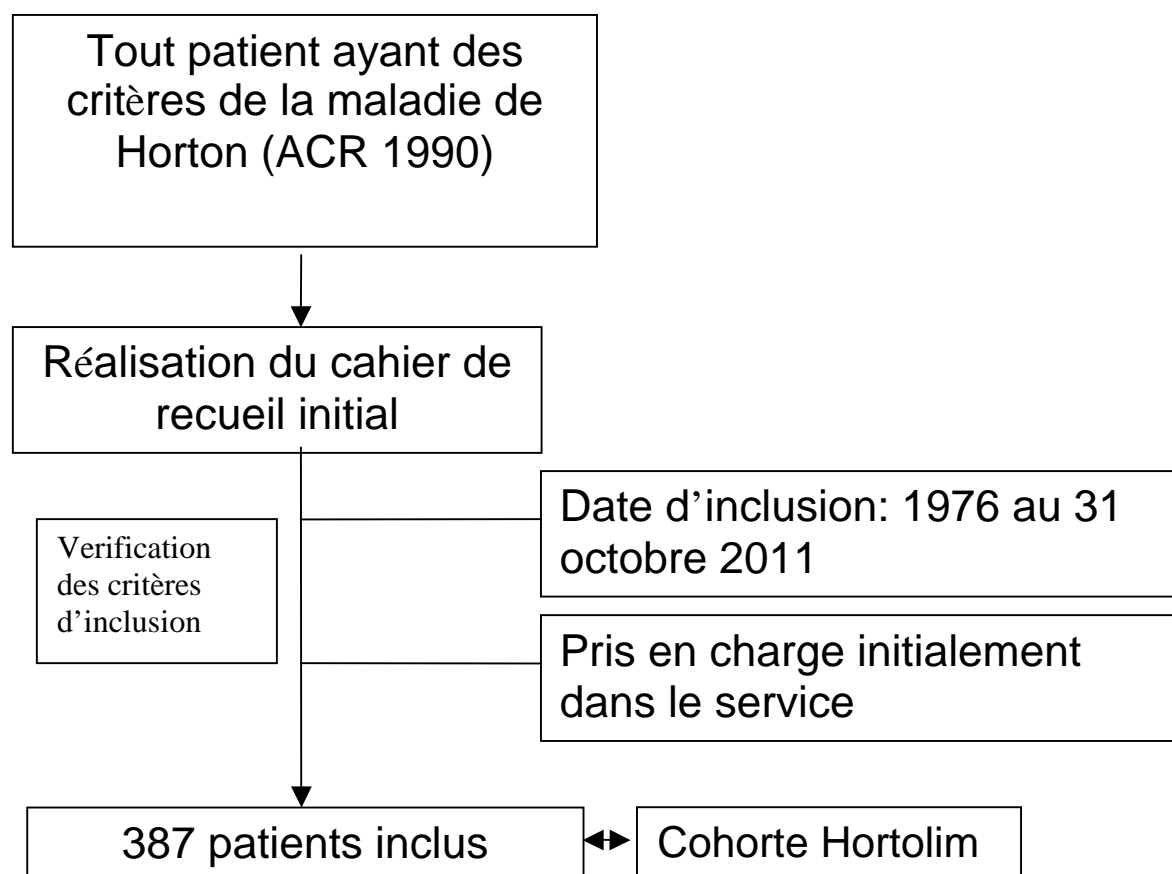 Tout patient ayant des
critères de la maladie de
Horton (ACR 1990)
Réalisation du cahier de
recueil initial
Date d’inclusion: 1976 au 31
octobre 2011
Verification
des critères
d’inclusion
Pris en charge initialement
dans le service
387 patients inclus
Cohorte Hortolim